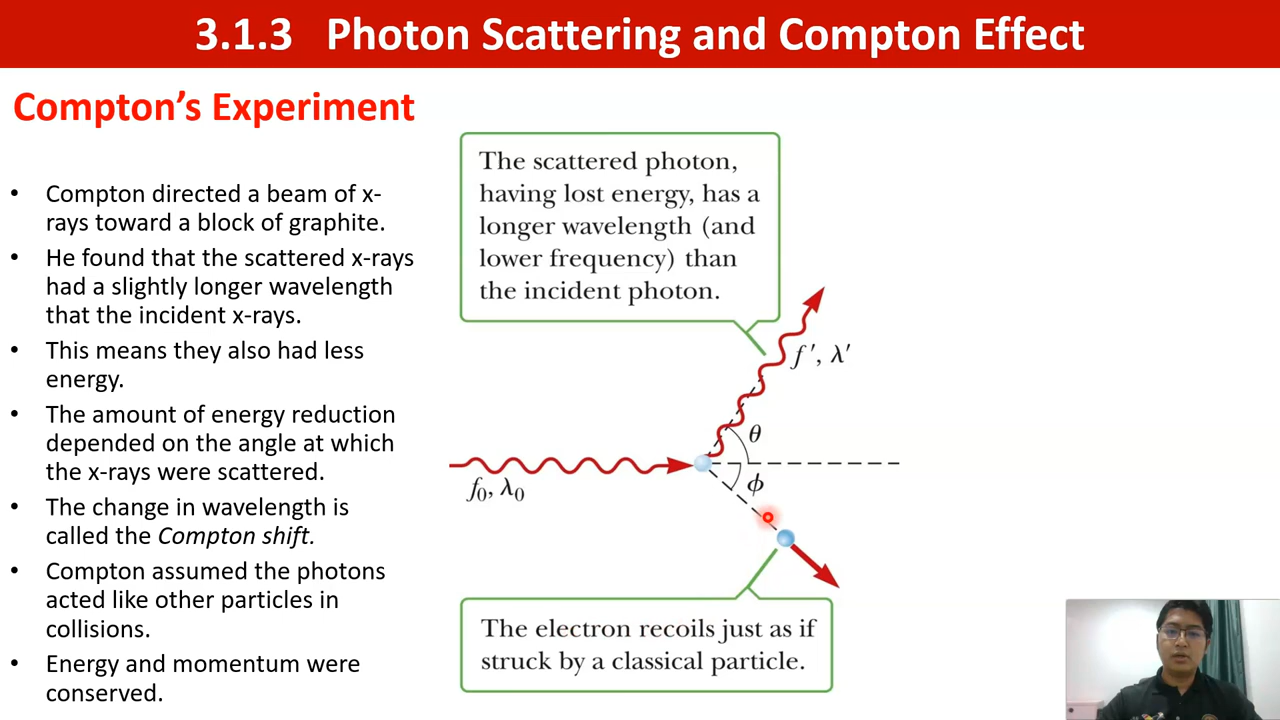 3.1.3 Photon Scattering and Compton Effect
Compton's Experiment
• Compton directed a beam of x-
rays toward a block of graphite.
• He found that the scattered x-rays
had a slightly longer wavelength
that the incident x-rays.
• This means they also had less
energy.
• The amount of energy reduction
depended on the angle at which
the x-rays were scattered.
• The change in wavelength is
called the Compton shift.
• Compton assumed the photons
acted like other particles in
collisions.
• Energy and momentum were
conserved.
The scattered photon,
having lost energy, has a
longer wavelength (and
lower frequency) than
the incident photon.
f′, λ′
θ
f₀, λ₀
ϕ
The electron recoils just as if
struck by a classical particle.